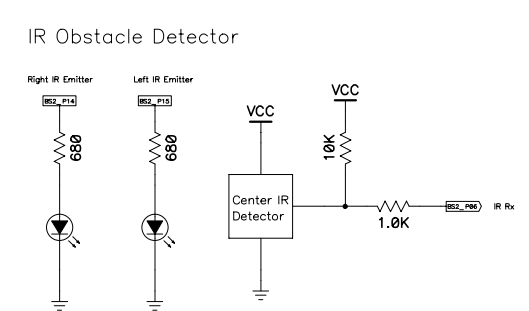 IR Obstacle Detector
Right IR Emitter
Left IR Emitter
BS2_P14
BS2_P15
680
680
VCC
VCC
10K
Center IR
Detector
1.0K
BS2_P06
IR Rx